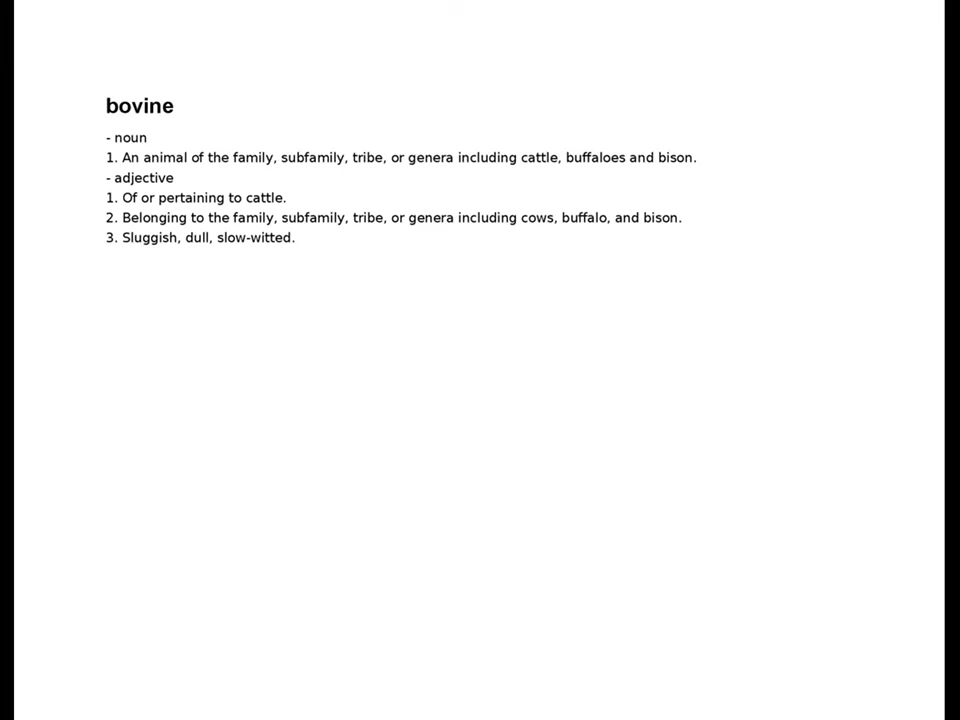 bovine
- noun
1. An animal of the family, subfamily, tribe, or genera including cattle, buffaloes and bison.
- adjective
1. Of or pertaining to cattle.
2. Belonging to the family, subfamily, tribe, or genera including cows, buffalo, and bison.
3. Sluggish, dull, slow-witted.